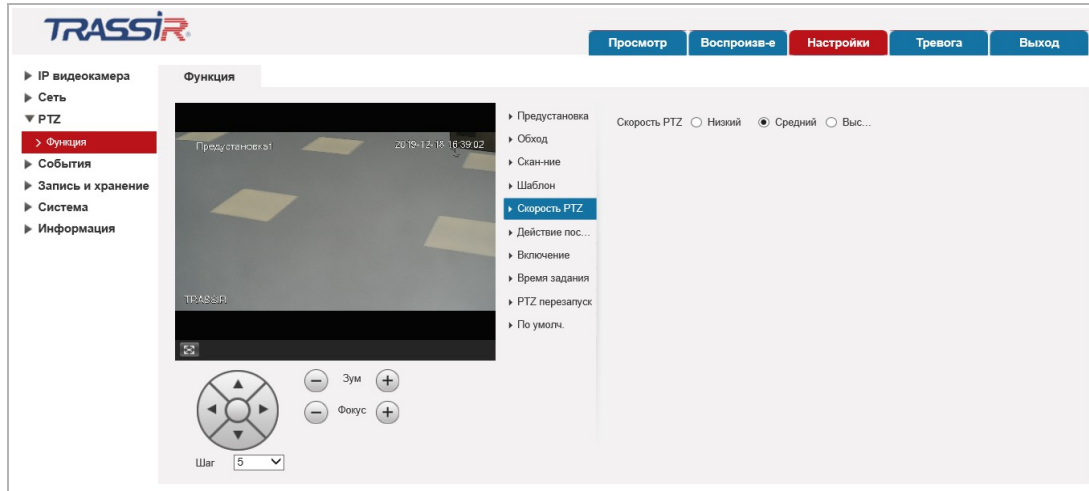 TRASSIR
Просмотр Воспроизв-е Настройки Тревога Выход
IP видеокамера
Сеть
PTZ
Функция
События
Запись и хранение
Система
Информация
Функция
Предустановка1 2019-12-18 16:39:02
TRASSIR
Предустановка
Обход
Скан-ние
Шаблон
Скорость PTZ
Действие пос...
Включение
Время задания
PTZ перезапуск
По умолч.
Скорость PTZ Низкий Средний Выс...
Зум
Фокус
Шаг 5